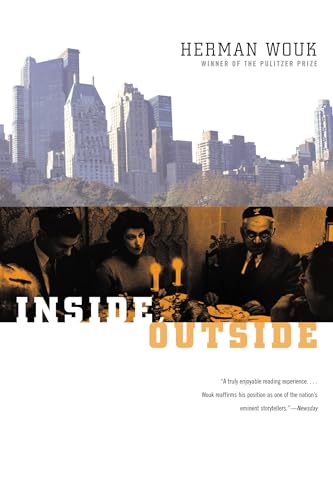 HERMAN WOUK
WINNER OF THE PULITZER PRIZE
INSIDE,
OUTSIDE
"A truly enjoyable reading experience. . . .
Wouk reaffirms his position as one of the nation's
eminent storytellers."—Newsday